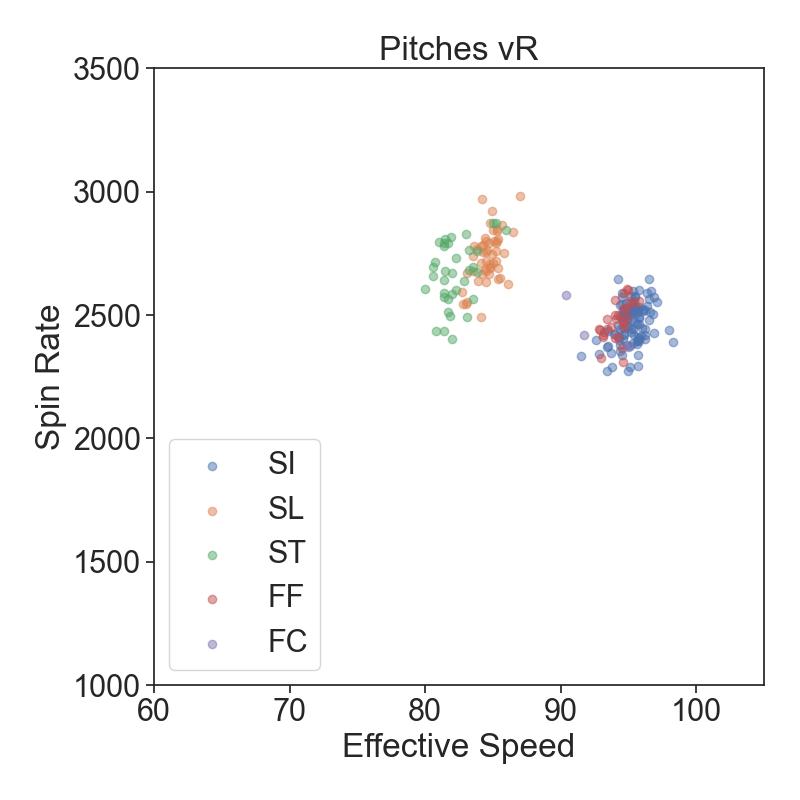 Pitches vR
3500
3000
2500
2000
1500
1000
Spin Rate
SI
SL
ST
FF
FC
60 70 80 90 100
Effective Speed